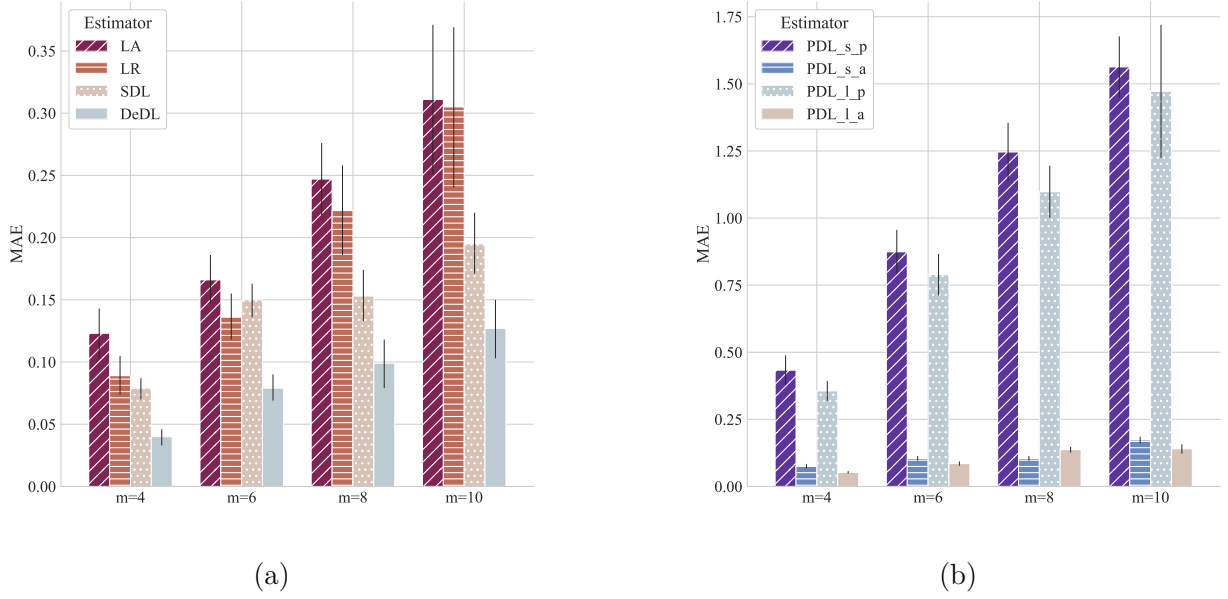 Estimator
LA
LR
SDL
DeDL
0.35
0.30
0.25
0.20
0.15
0.10
0.05
0.00
MAE
m=4
m=6
m=8
m=10
(a)
Estimator
PDL_s_p
PDL_s_a
PDL_l_p
PDL_l_a
1.75
1.50
1.25
1.00
0.75
0.50
0.25
0.00
MAE
m=4
m=6
m=8
m=10
(b)